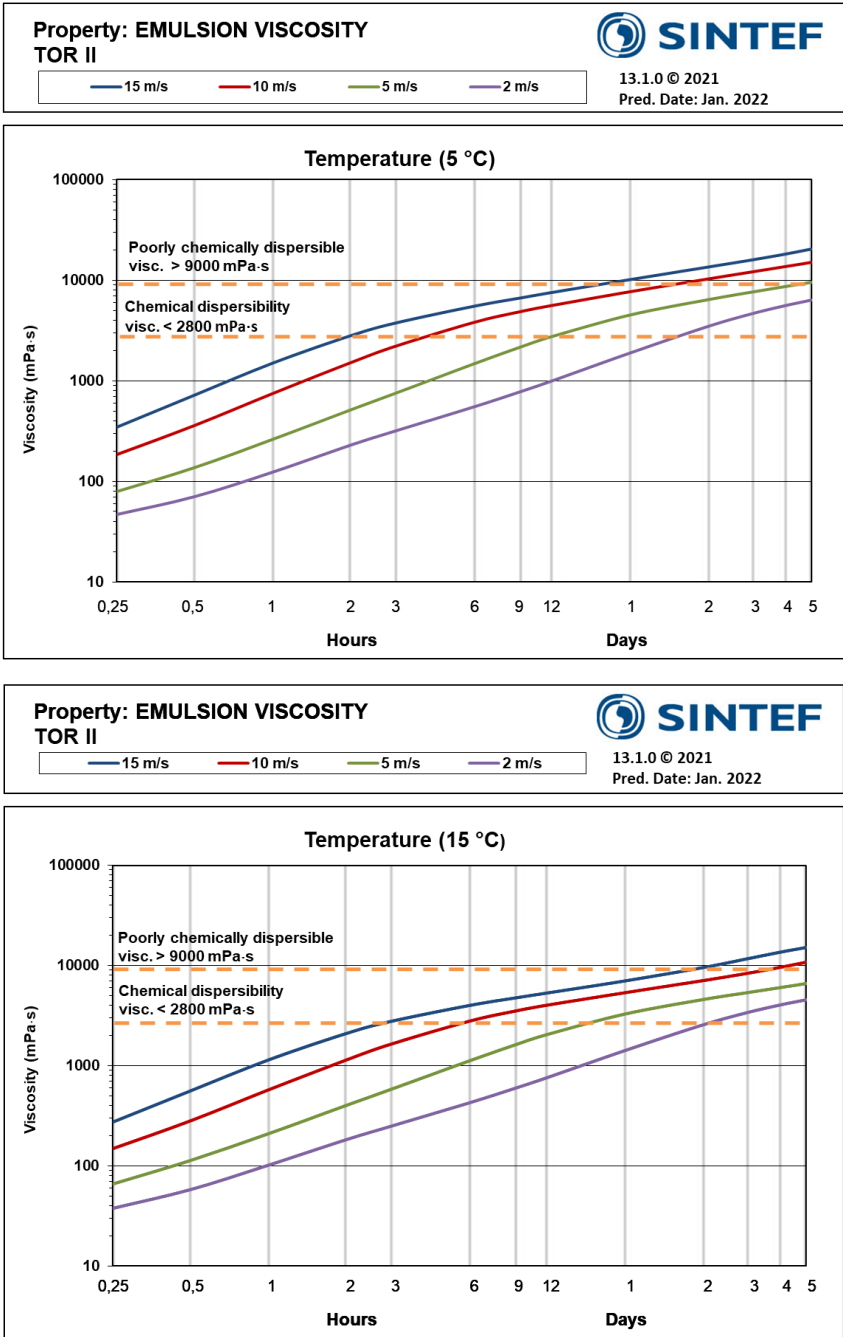 Property: EMULSION VISCOSITY
TOR II
SINTEF
15 m/s 10 m/s 5 m/s 2 m/s
13.1.0 © 2021
Pred. Date: Jan. 2022
Temperature (5 °C)
100000
Poorly chemically dispersible
visc. > 9000 mPa·s
10000
Chemical dispersibility
visc. < 2800 mPa·s
1000
Viscosity (mPa·s)
100
10
0,25 0,5 1 2 3 6 9 12 1 2 3 4 5
Hours Days
Property: EMULSION VISCOSITY
TOR II
SINTEF
15 m/s 10 m/s 5 m/s 2 m/s
13.1.0 © 2021
Pred. Date: Jan. 2022
Temperature (15 °C)
100000
Poorly chemically dispersible
visc. > 9000 mPa·s
10000
Chemical dispersibility
visc. < 2800 mPa·s
1000
Viscosity (mPa·s)
100
10
0,25 0,5 1 2 3 6 9 12 1 2 3 4 5
Hours Days